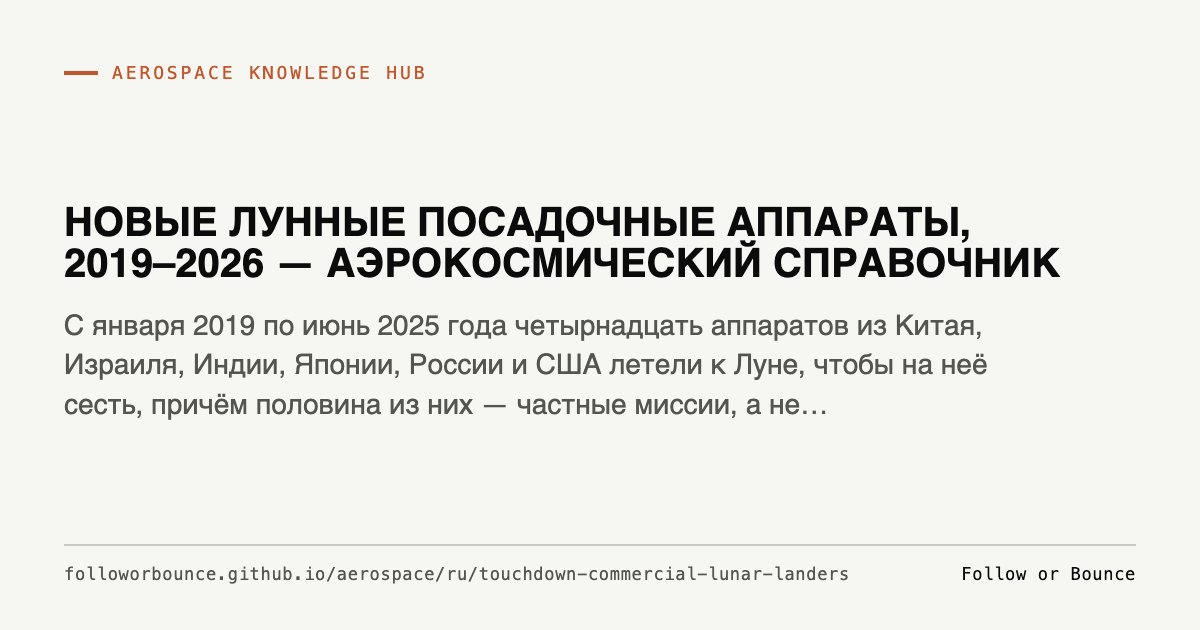 AEROSPACE KNOWLEDGE HUB
НОВЫЕ ЛУННЫЕ ПОСАДОЧНЫЕ АППАРАТЫ,
2019–2026 — АЭРОКОСМИЧЕСКИЙ СПРАВОЧНИК
С января 2019 по июнь 2025 года четырнадцать аппаратов из Китая,
Израиля, Индии, Японии, России и США летели к Луне, чтобы на неё
сесть, причём половина из них — частные миссии, а не…
followorbounce.github.io/aerospace/ru/touchdown-commercial-lunar-landers
Follow or Bounce